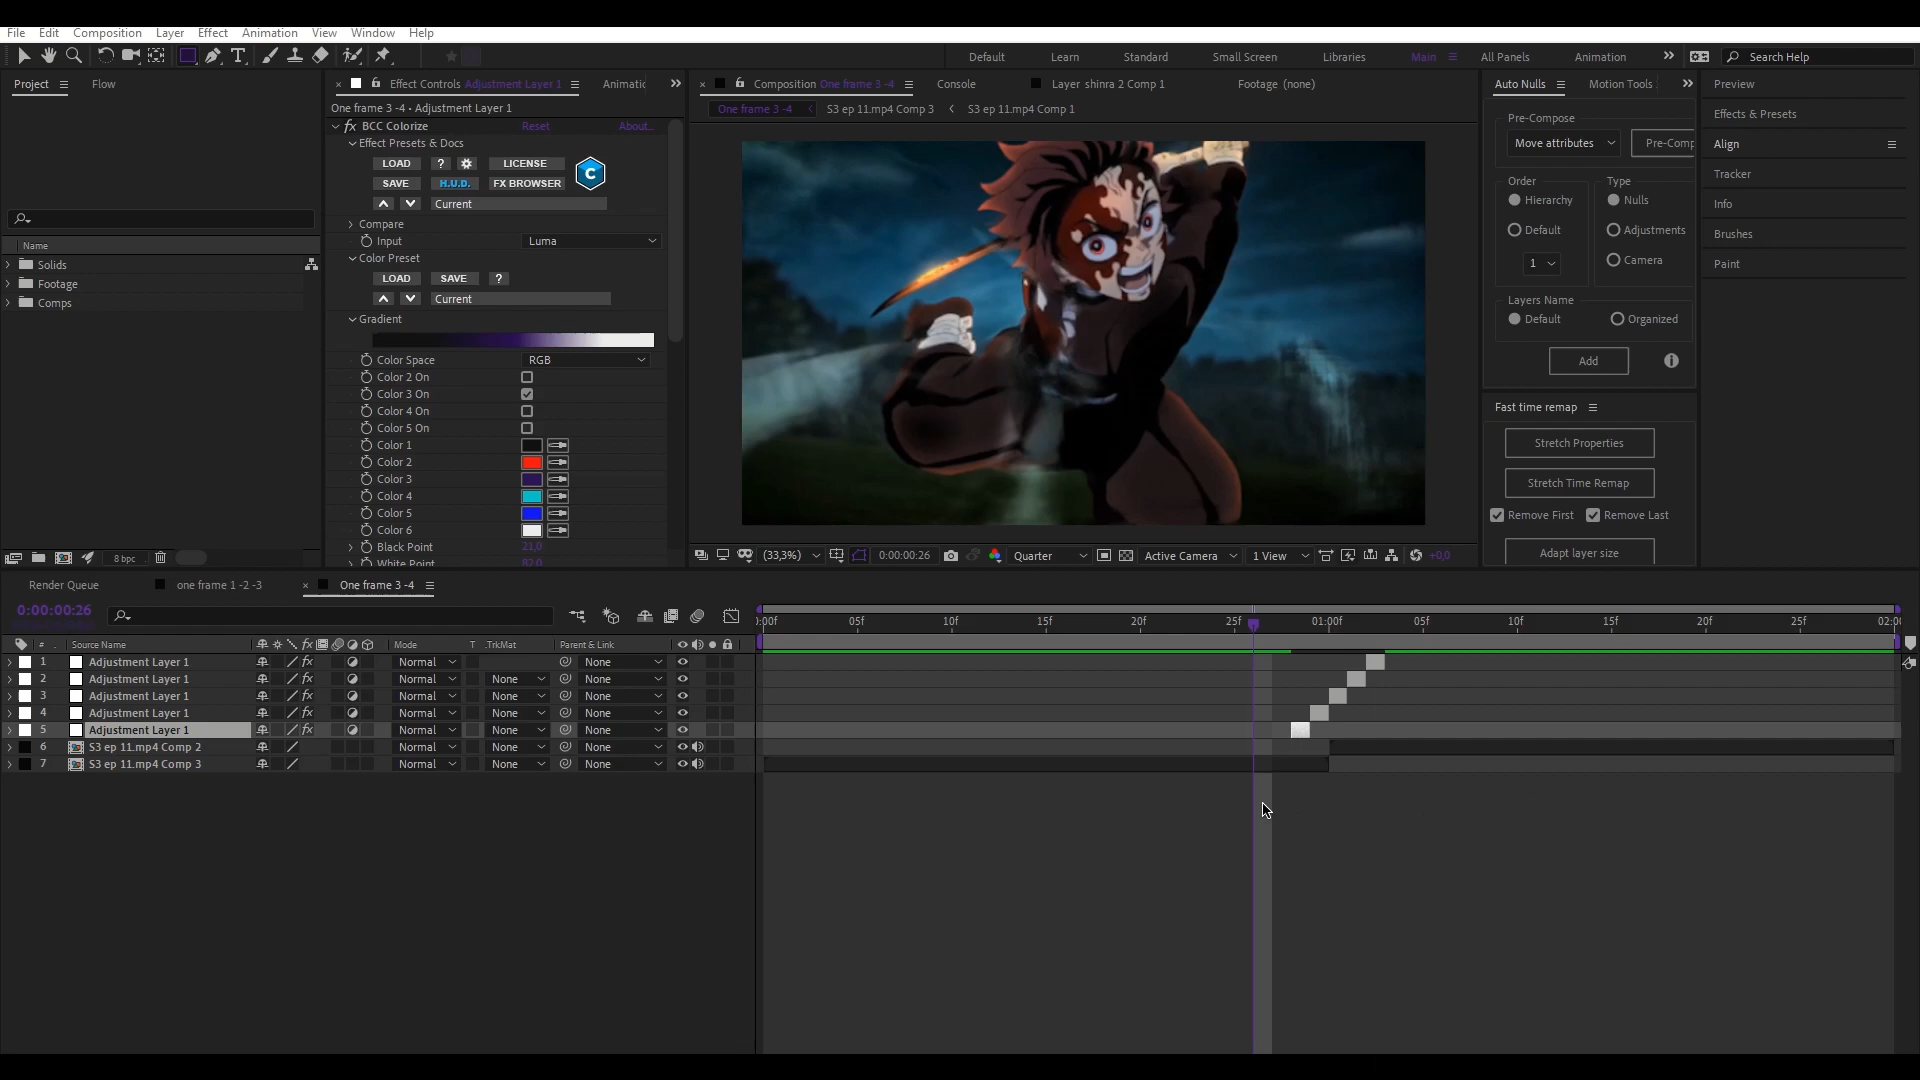 File Edit Composition Layer Effect Animation View Window Help
Default Learn Standard Small Screen Libraries Main All Panels Animation Search Help
Project Flow
Effect Controls Adjustment Layer 1
Composition One frame 3 -4 Console Layer shinra 2 Comp 1 Footage (none)
Auto Nulls Motion Tools
Preview
One frame 3 -4 • Adjustment Layer 1
One frame 3 -4 S3 ep 11.mp4 Comp 3 S3 ep 11.mp4 Comp 1
Effects & Presets
Align
Tracker
Info
Brushes
Paint
Name
Solids
Footage
Comps
8 bpc
fx BCC Colorize Reset About...
Effect Presets & Docs
LOAD ? LICENSE
SAVE H.U.D. FX BROWSER
C
Current
Compare
Input Luma
Color Preset
LOAD SAVE ?
Current
Gradient
Color Space RGB
Color 2 On
Color 3 On
Color 4 On
Color 5 On
Color 1
Color 2
Color 3
Color 4
Color 5
Color 6
Black Point 21,0
White Point 82,0
(33,3%) 0:00:00:26 Quarter Active Camera 1 View +0,0
Pre-Compose
Move attributes Pre-Comp
Order Type
Hierarchy Nulls
Default Adjustments
1 Camera
Layers Name
Default Organized
Add
Fast time remap
Stretch Properties
Stretch Time Remap
Remove First Remove Last
Adapt layer size
Render Queue one frame 1 -2 -3 One frame 3 -4
0:00:00:26
:00f 05f 10f 15f 20f 25f 01:00f 05f 10f 15f 20f 25f 02:0
# Source Name fx Mode T .TrkMat Parent & Link
1 Adjustment Layer 1 fx Normal None
2 Adjustment Layer 1 fx Normal None None
3 Adjustment Layer 1 fx Normal None None
4 Adjustment Layer 1 fx Normal None None
5 Adjustment Layer 1 fx Normal None None
6 S3 ep 11.mp4 Comp 2 Normal None None
7 S3 ep 11.mp4 Comp 3 Normal None None